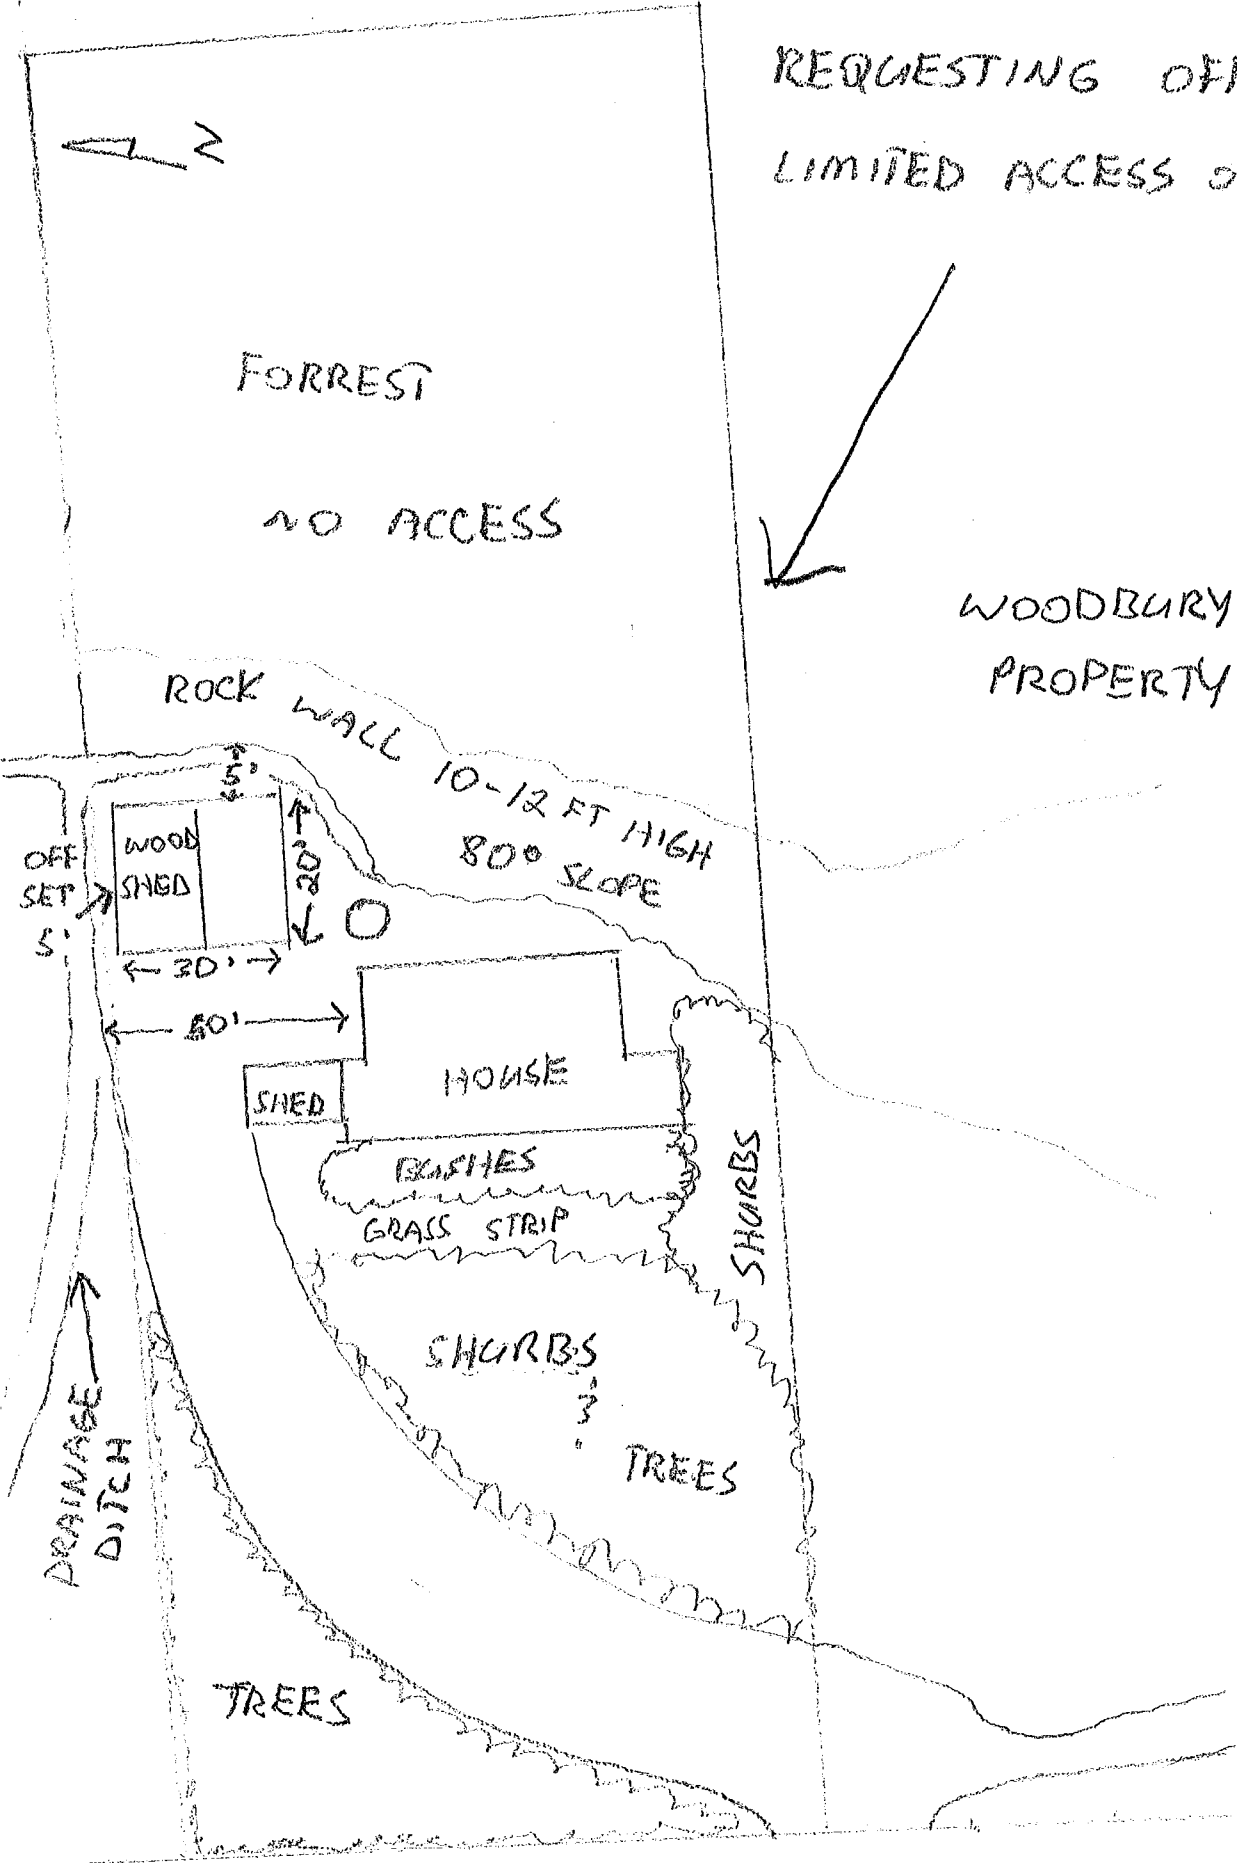 REQUESTING OFF
LIMITED ACCESS
N
FORREST
NO ACCESS
WOODBURY
PROPERTY
ROCK WALL 10-12 FT HIGH
80° SLOPE
5'
WOOD
SHED
20'
OFF
SET
5'
30'
50'
HOUSE
SHED
BUSHES
GRASS STRIP
SHURBS
SHURBS
TREES
DRAINAGE
DITCH
TREES